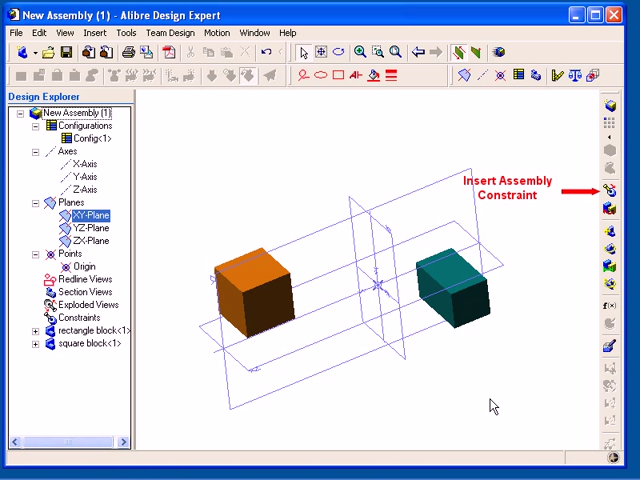 New Assembly (1) - Alibre Design Expert
File Edit View Insert Tools Team Design Motion Window Help
Design Explorer
New Assembly (1)
Configurations
Config<1>
Axes
X-Axis
Y-Axis
Z-Axis
Planes
XY-Plane
YZ-Plane
ZX-Plane
Points
Origin
Redline Views
Section Views
Exploded Views
Constraints
rectangle block<1>
square block<1>
Insert Assembly
Constraint
f(x)